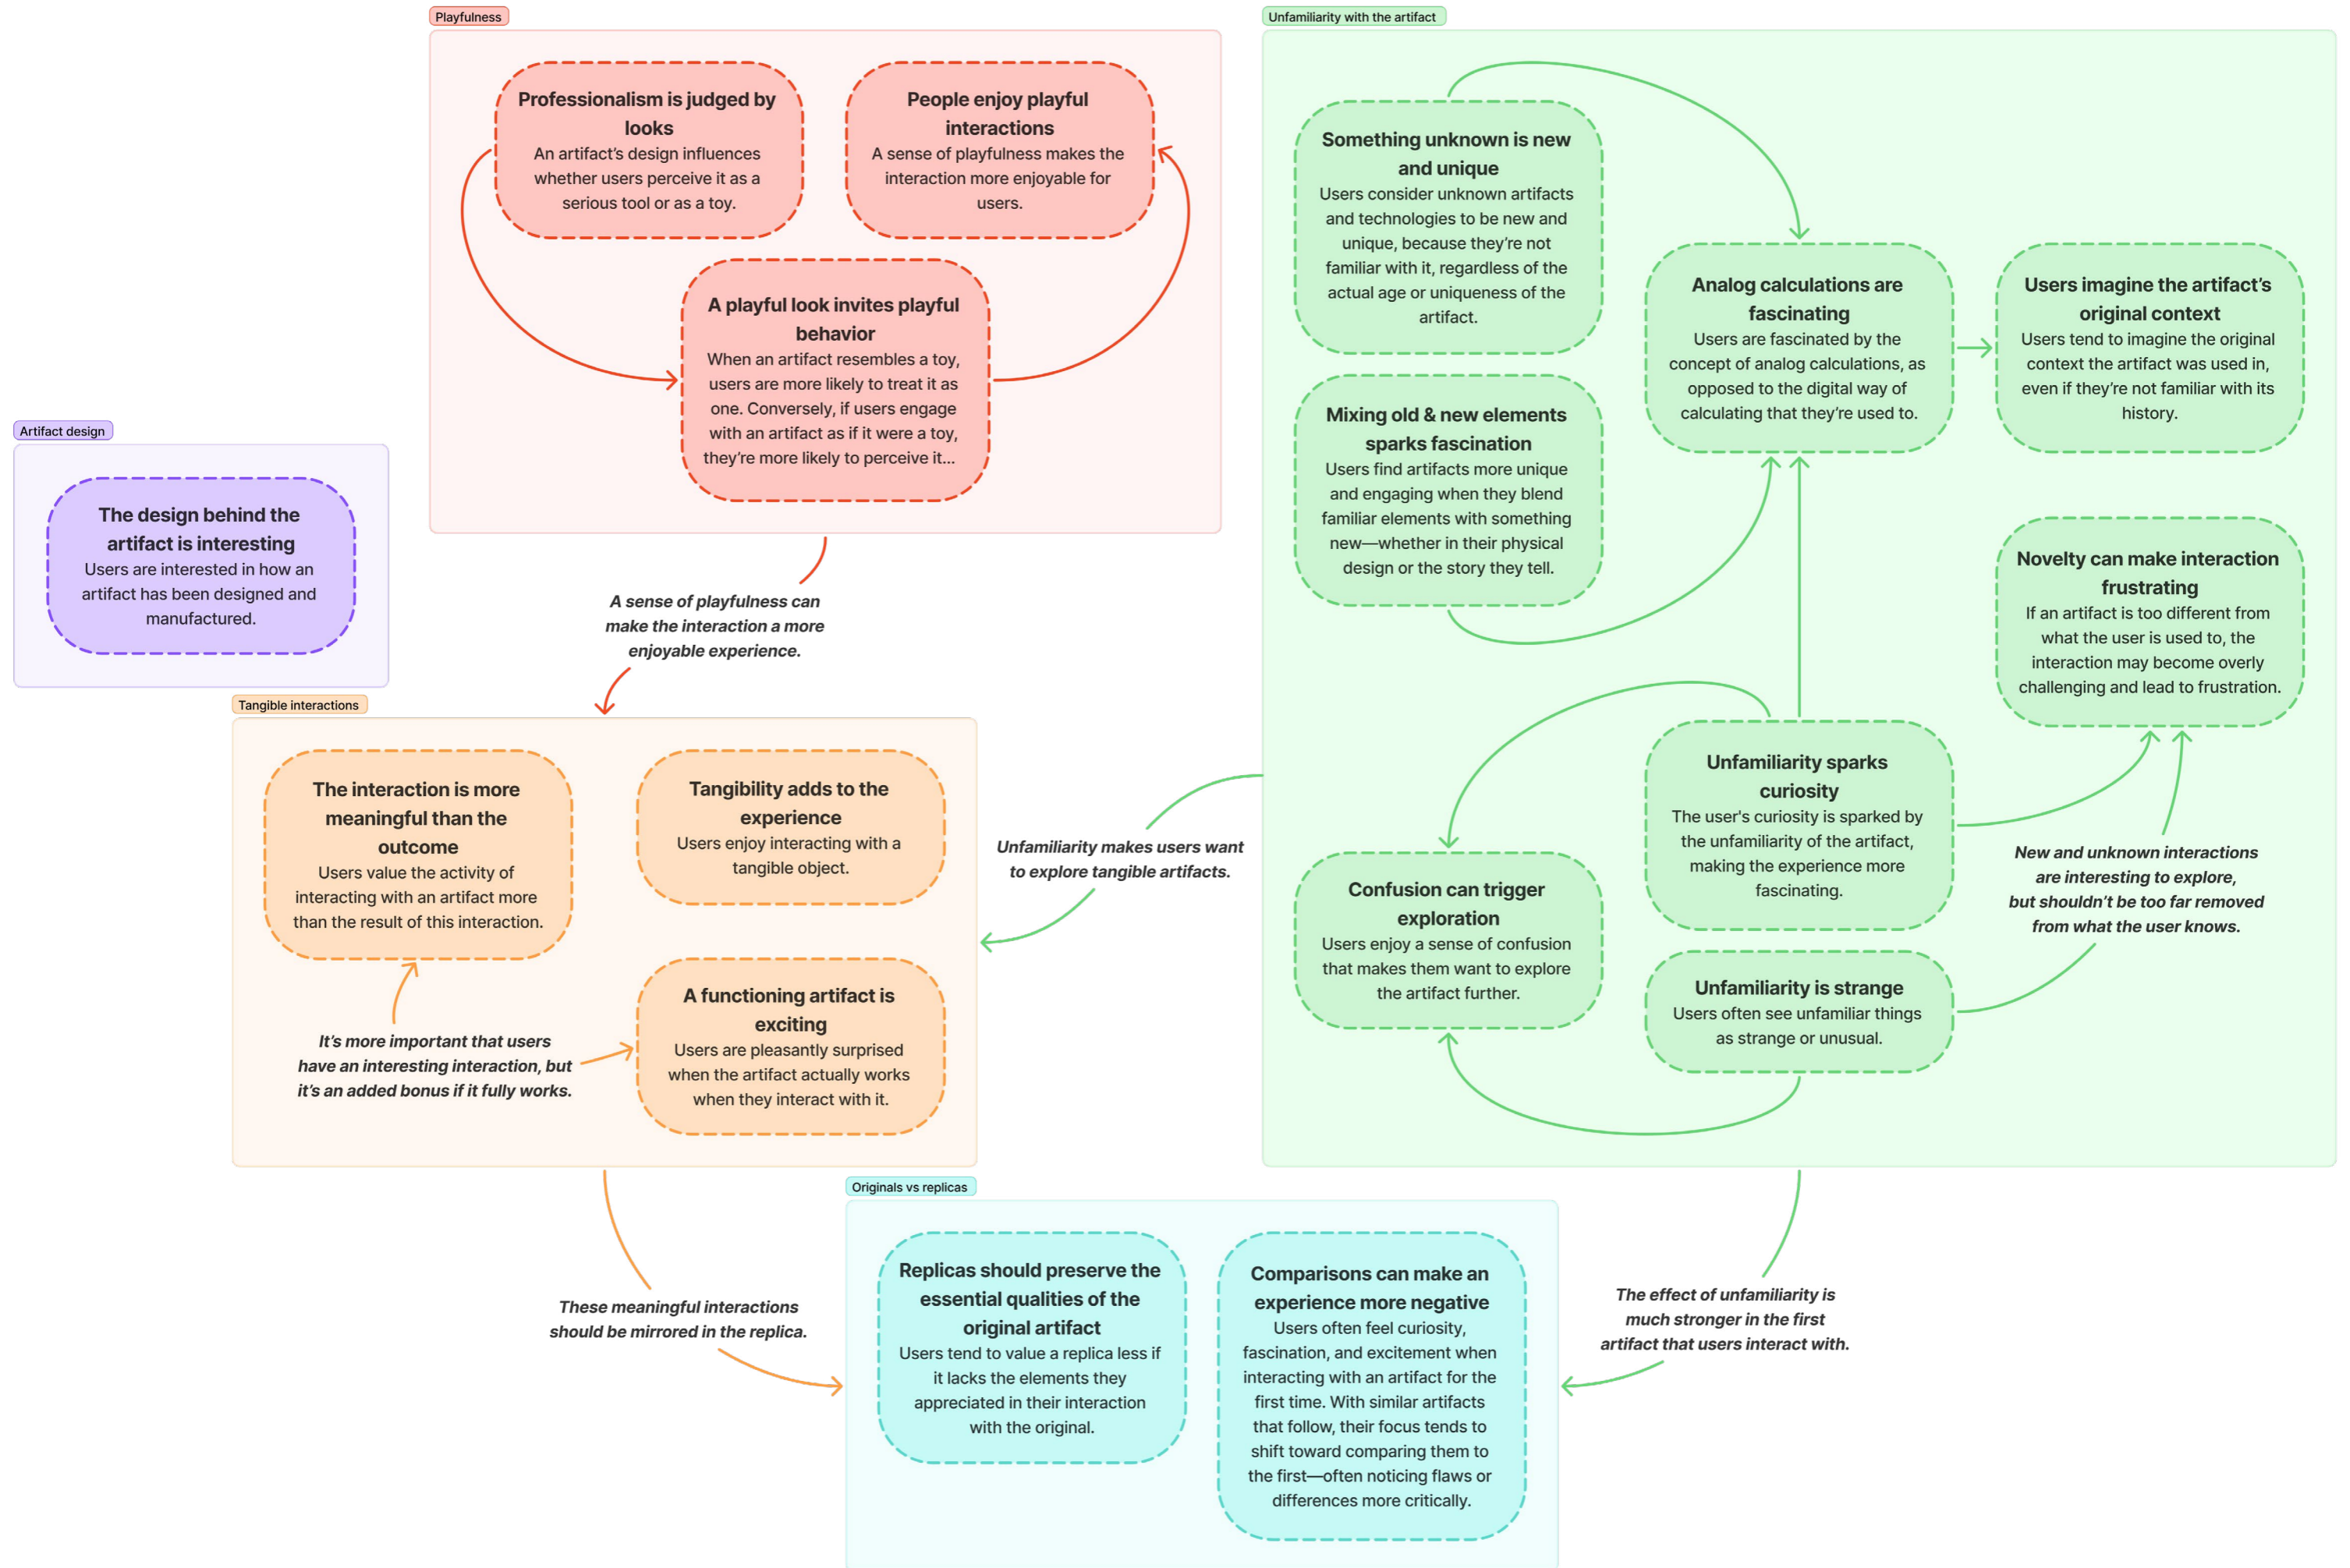 Playfulness
Professionalism is judged by
looks
An artifact’s design influences
whether users perceive it as a
serious tool or as a toy.
People enjoy playful
interactions
A sense of playfulness makes the
interaction more enjoyable for
users.
A playful look invites playful
behavior
When an artifact resembles a toy,
users are more likely to treat it as
one. Conversely, if users engage
with an artifact as if it were a toy,
they’re more likely to perceive it...
A sense of playfulness can
make the interaction a more
enjoyable experience.
Artifact design
The design behind the
artifact is interesting
Users are interested in how an
artifact has been designed and
manufactured.
Tangible interactions
The interaction is more
meaningful than the
outcome
Users value the activity of
interacting with an artifact more
than the result of this interaction.
Tangibility adds to the
experience
Users enjoy interacting with a
tangible object.
A functioning artifact is
exciting
Users are pleasantly surprised
when the artifact actually works
when they interact with it.
It’s more important that users
have an interesting interaction, but
it’s an added bonus if it fully works.
Unfamiliarity makes users want
to explore tangible artifacts.
Unfamiliarity with the artifact
Something unknown is new
and unique
Users consider unknown artifacts
and technologies to be new and
unique, because they’re not
familiar with it, regardless of the
actual age or uniqueness of the
artifact.
Mixing old & new elements
sparks fascination
Users find artifacts more unique
and engaging when they blend
familiar elements with something
new—whether in their physical
design or the story they tell.
Analog calculations are
fascinating
Users are fascinated by the
concept of analog calculations, as
opposed to the digital way of
calculating that they’re used to.
Users imagine the artifact’s
original context
Users tend to imagine the original
context the artifact was used in,
even if they’re not familiar with its
history.
Novelty can make interaction
frustrating
If an artifact is too different from
what the user is used to, the
interaction may become overly
challenging and lead to frustration.
Unfamiliarity sparks
curiosity
The user's curiosity is sparked by
the unfamiliarity of the artifact,
making the experience more
fascinating.
New and unknown interactions
are interesting to explore,
but shouldn’t be too far removed
from what the user knows.
Confusion can trigger
exploration
Users enjoy a sense of confusion
that makes them want to explore
the artifact further.
Unfamiliarity is strange
Users often see unfamiliar things
as strange or unusual.
These meaningful interactions
should be mirrored in the replica.
Originals vs replicas
Replicas should preserve the
essential qualities of the
original artifact
Users tend to value a replica less if
it lacks the elements they
appreciated in their interaction
with the original.
Comparisons can make an
experience more negative
Users often feel curiosity,
fascination, and excitement when
interacting with an artifact for the
first time. With similar artifacts
that follow, their focus tends to
shift toward comparing them to
the first—often noticing flaws or
differences more critically.
The effect of unfamiliarity is
much stronger in the first
artifact that users interact with.